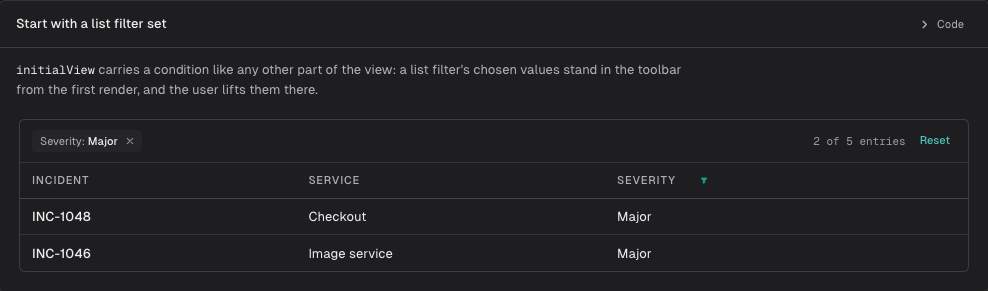 Start with a list filter set
Code
initialView carries a condition like any other part of the view: a list filter's chosen values stand in the toolbar
from the first render, and the user lifts them there.
Severity: Major ×
2 of 5 entries Reset
INCIDENT SERVICE SEVERITY
INC-1048 Checkout Major
INC-1046 Image service Major